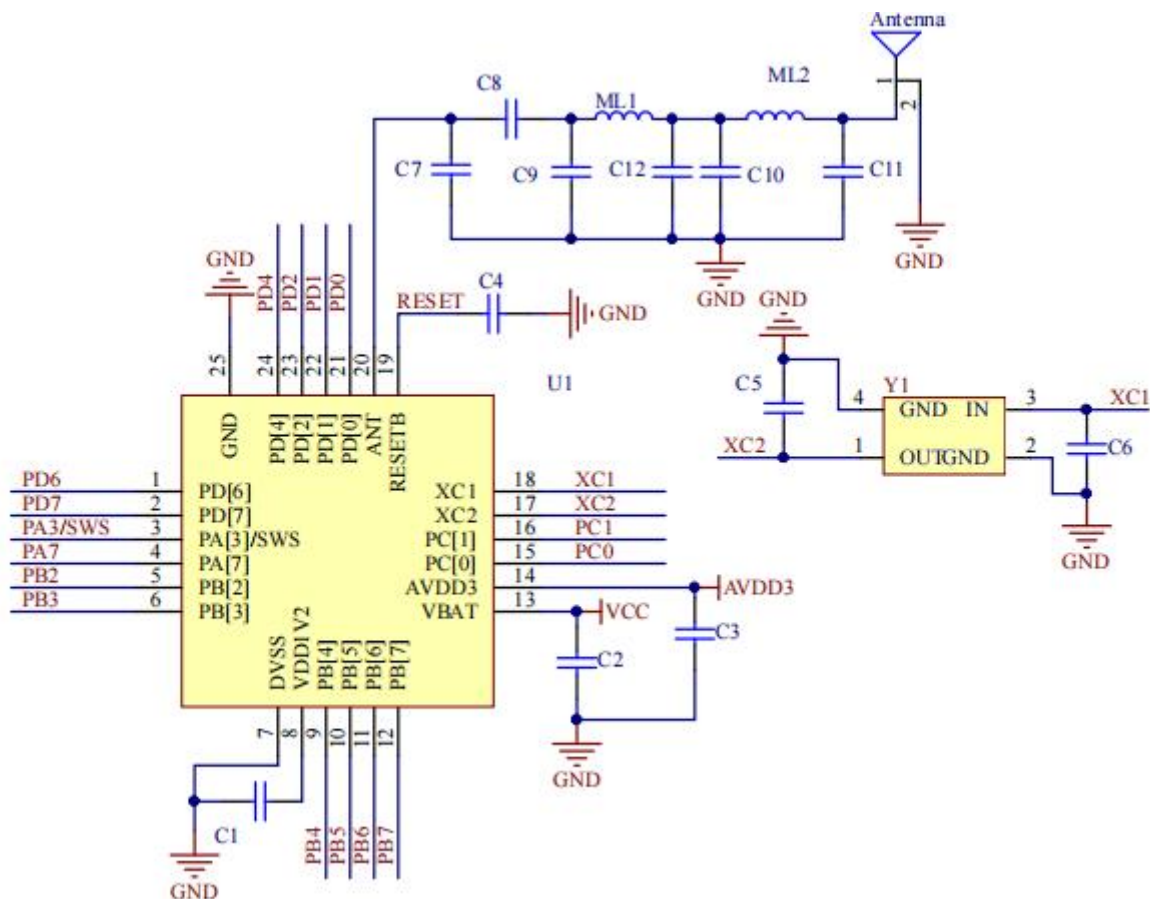 Antenna
ML2
C8
ML1
1
2
C7
C9
C12
C10
C11
GND
GND
GND
PD4
PD2
PD1
PD0
RESET
C4
GND
GND
25
24
23
22
21
20
19
U1
C5
Y1
4
GND
IN
3
XC1
XC2
1
OUT
GND
2
C6
GND
GND
PD[4]
PD[2]
PD[1]
PD[0]
ANT
RESETB
PD6
1
PD[6]
XC1
18
XC1
PD7
2
PD[7]
XC2
17
XC2
PA3/SWS
3
PA[3]/SWS
PC[1]
16
PC1
PA7
4
PA[7]
PC[0]
15
PC0
PB2
5
PB[2]
AVDD3
14
AVDD3
PB3
6
PB[3]
VBAT
13
VCC
C3
C2
DVSS
VDD1V2
PB[4]
PB[5]
PB[6]
PB[7]
7
8
9
10
11
12
GND
C1
PB4
PB5
PB6
PB7
GND